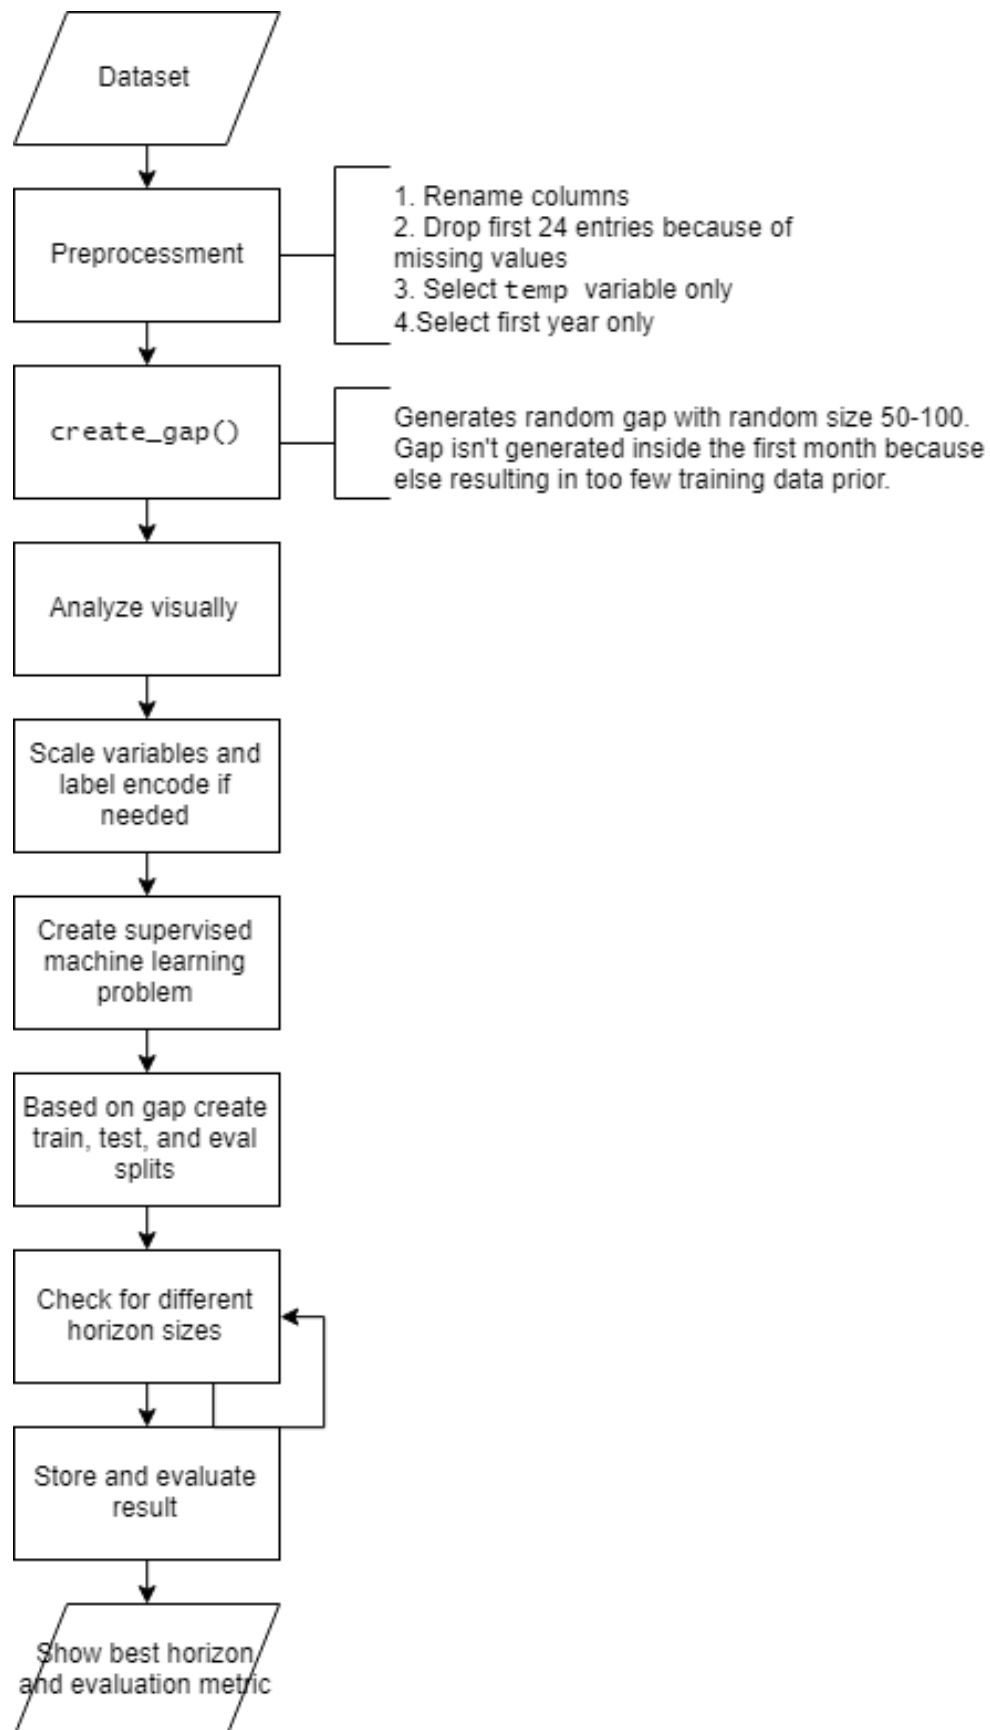 Dataset
Preprocessment
1. Rename columns
2. Drop first 24 entries because of
missing values
3. Select temp variable only
4.Select first year only
create_gap()
Generates random gap with random size 50-100.
Gap isn't generated inside the first month because
else resulting in too few training data prior.
Analyze visually
Scale variables and
label encode if
needed
Create supervised
machine learning
problem
Based on gap create
train, test, and eval
splits
Check for different
horizon sizes
Store and evaluate
result
Show best horizon
and evaluation metric